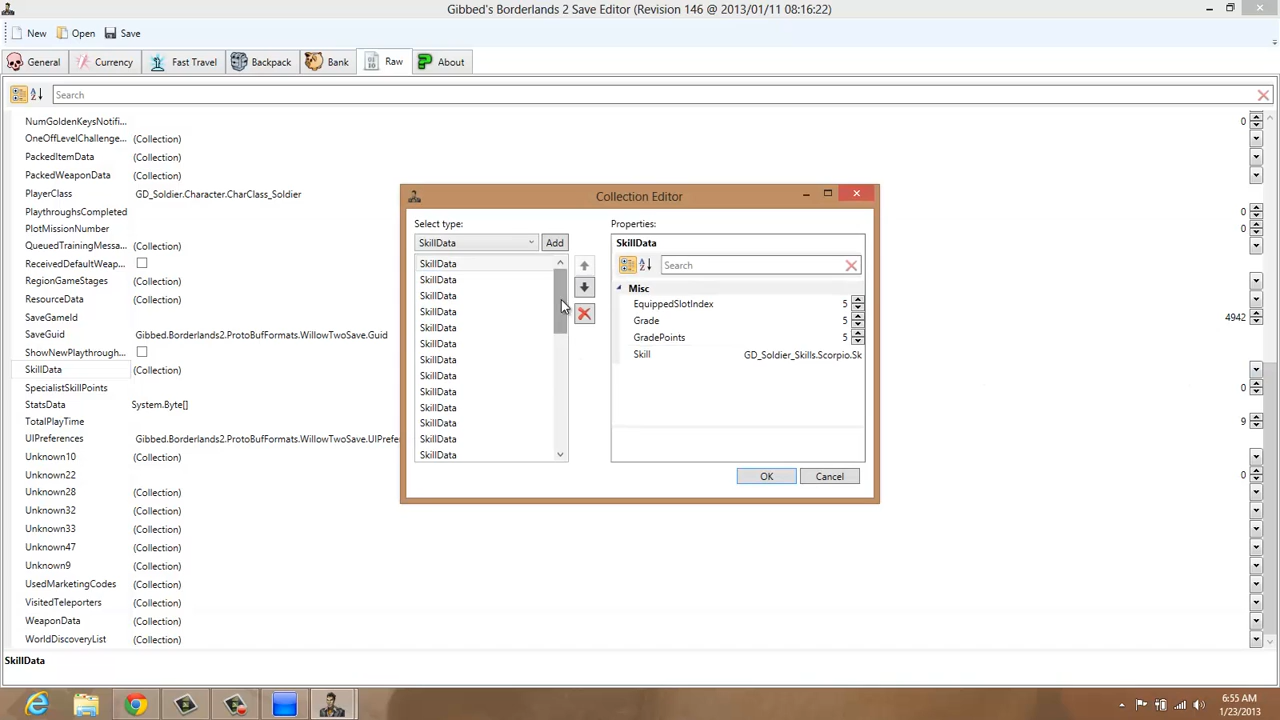 Gibbed's Borderlands 2 Save Editor (Revision 146 @ 2013/01/11 08:16:22)
New Open Save
General Currency Fast Travel Backpack Bank Raw About
Search
NumGoldenKeysNotifi... 0
OneOffLevelChallenge... (Collection)
PackedItemData (Collection)
PackedWeaponData (Collection)
PlayerClass GD_Soldier.Character.CharClass_Soldier
PlaythroughsCompleted 0
PlotMissionNumber 0
QueuedTrainingMessa... (Collection)
ReceivedDefaultWeap...
RegionGameStages (Collection)
ResourceData (Collection)
SaveGameId 4942
SaveGuid Gibbed.Borderlands2.ProtoBufFormats.WillowTwoSave.Guid
ShowNewPlaythrough...
SkillData (Collection)
SpecialistSkillPoints 0
StatsData System.Byte[]
TotalPlayTime 9
UIPreferences Gibbed.Borderlands2.ProtoBufFormats.WillowTwoSave.UIPrefer
Unknown10 (Collection)
Unknown22 0
Unknown28 (Collection)
Unknown32 (Collection)
Unknown33 (Collection)
Unknown47 (Collection)
Unknown9 (Collection)
UsedMarketingCodes (Collection)
VisitedTeleporters (Collection)
WeaponData (Collection)
WorldDiscoveryList (Collection)
SkillData
Collection Editor
Select type:
SkillData Add
SkillData
SkillData
SkillData
SkillData
SkillData
SkillData
SkillData
SkillData
SkillData
SkillData
SkillData
SkillData
SkillData
Properties:
SkillData
Search
Misc
EquippedSlotIndex 5
Grade 5
GradePoints 5
Skill GD_Soldier_Skills.Scorpio.Sk
OK Cancel
6:55 AM
1/23/2013